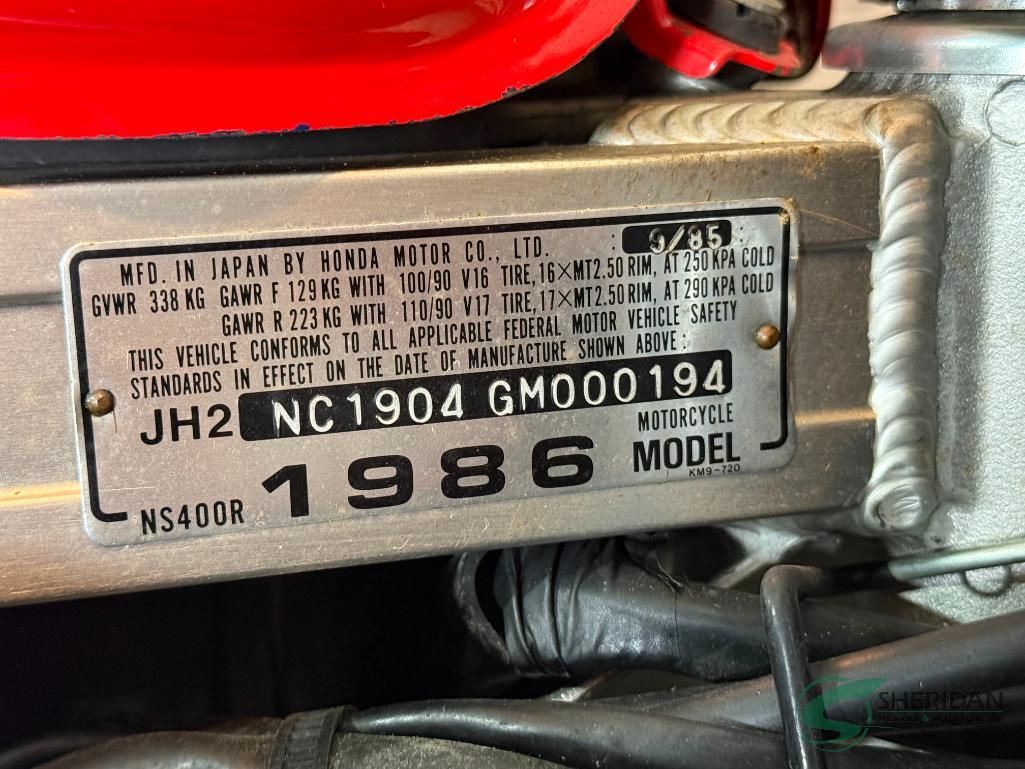 MFD. IN JAPAN BY HONDA MOTOR CO., LTD. : 9/85 :
GVWR 338 KG GAWR F 129 KG WITH 100/90 V16 TIRE, 16×MT2.50 RIM, AT 250 KPA COLD
GAWR R 223 KG WITH 110/90 V17 TIRE, 17×MT2.50 RIM, AT 290 KPA COLD
THIS VEHICLE CONFORMS TO ALL APPLICABLE FEDERAL MOTOR VEHICLE SAFETY
STANDARDS IN EFFECT ON THE DATE OF MANUFACTURE SHOWN ABOVE :
JH2 NC1904 GM000194
MOTORCYCLE
NS400R 1986 MODEL
KM9-720
SHERIDAN
REALTY & AUCTION CO.